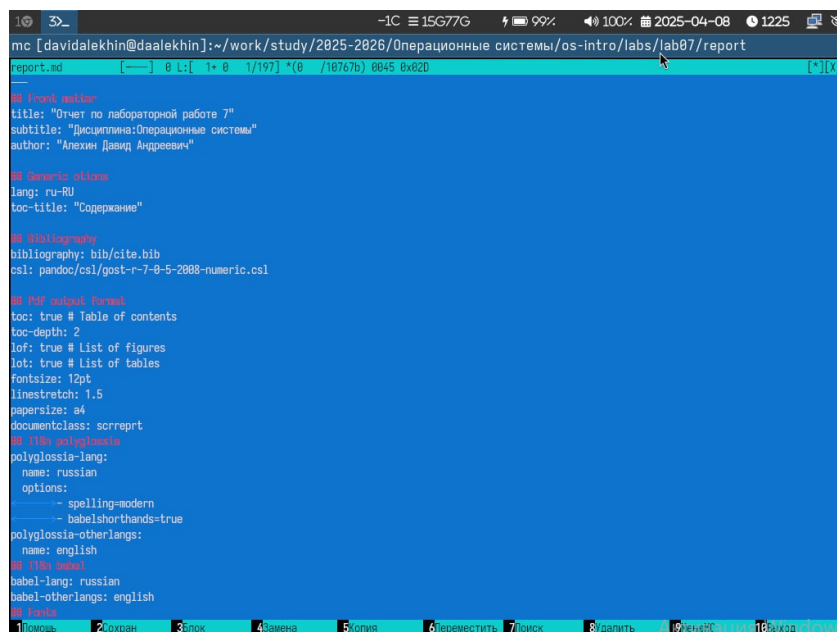 1 3>_ -1C 15G77G 99% 100% 2025-04-08 1225
mc [davidalekhin@daalekhin]:~/work/study/2025-2026/Операционные системы/os-intro/labs/lab07/report
report.md [----] 0 L:[ 1+ 0 1/197] *(0 /10767b) 0045 0x02D [*][X
---
## Front matter
title: "Отчет по лабораторной работе 7"
subtitle: "Дисциплина:Операционные системы"
author: "Алехин Давид Андреевич"
## Generic otions
lang: ru-RU
toc-title: "Содержание"
## Bibliography
bibliography: bib/cite.bib
csl: pandoc/csl/gost-r-7-0-5-2008-numeric.csl
## Pdf output format
toc: true # Table of contents
toc-depth: 2
lof: true # List of figures
lot: true # List of tables
fontsize: 12pt
linestretch: 1.5
papersize: a4
documentclass: scrreprt
## I18n polyglossia
polyglossia-lang:
name: russian
options:
- spelling=modern
- babelshorthands=true
polyglossia-otherlangs:
name: english
## I18n babel
babel-lang: russian
babel-otherlangs: english
## Fonts
1Помощь 2Сохран 3Блок 4Замена 5Копия 6Переместить 7Поиск 8Удалить 9МенюMC 10Выход